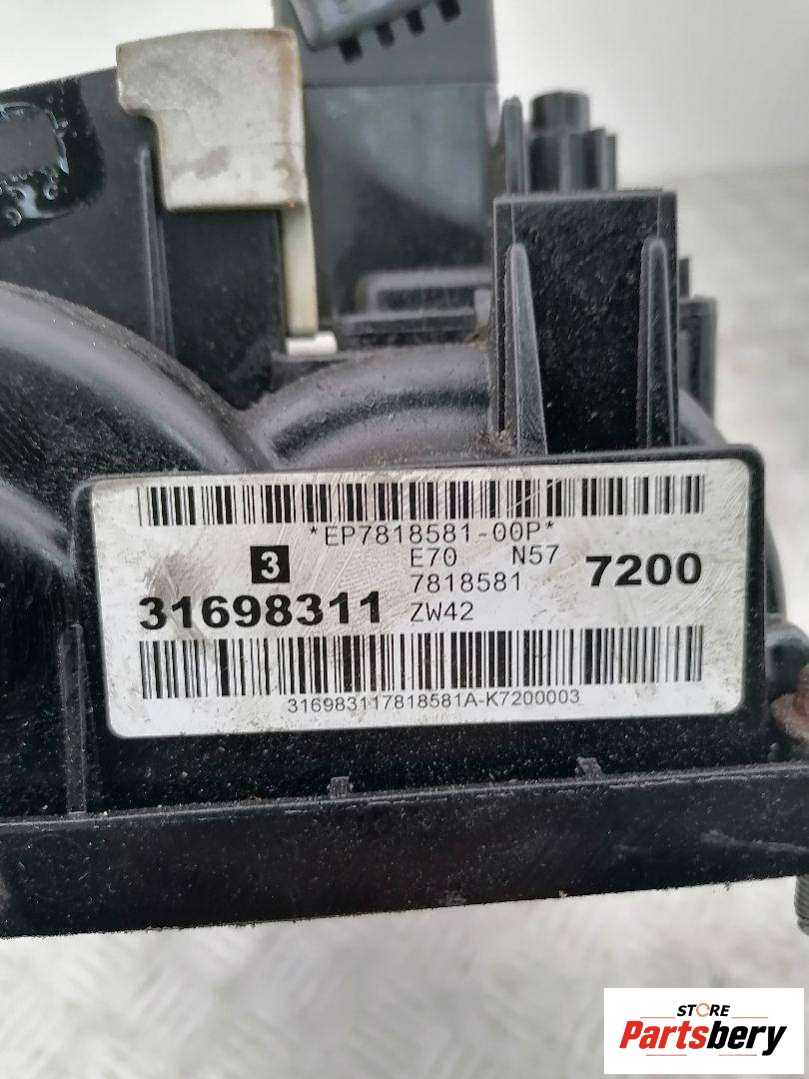 *EP7818581-00P*
3 E70 N57 7200
7818581
31698311 ZW42
316983117818581A-K7200003
STORE
Partsbery